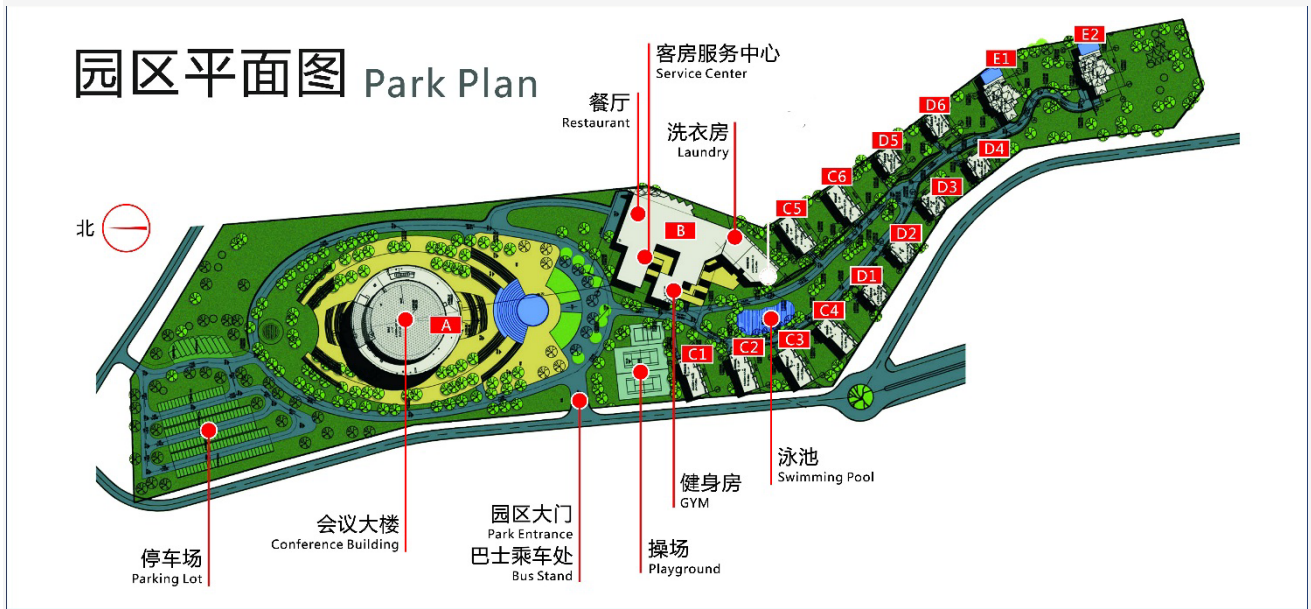 园区平面图 Park Plan
客房服务中心
Service Center
餐厅
Restaurant
洗衣房
Laundry
E2
E1
D6
D5
D4
C6
D3
C5
D2
北
B
D1
A
C4
C3
C2
C1
泳池
Swimming Pool
健身房
GYM
园区大门
Park Entrance
巴士乘车处
Bus Stand
会议大楼
Conference Building
操场
Playground
停车场
Parking Lot